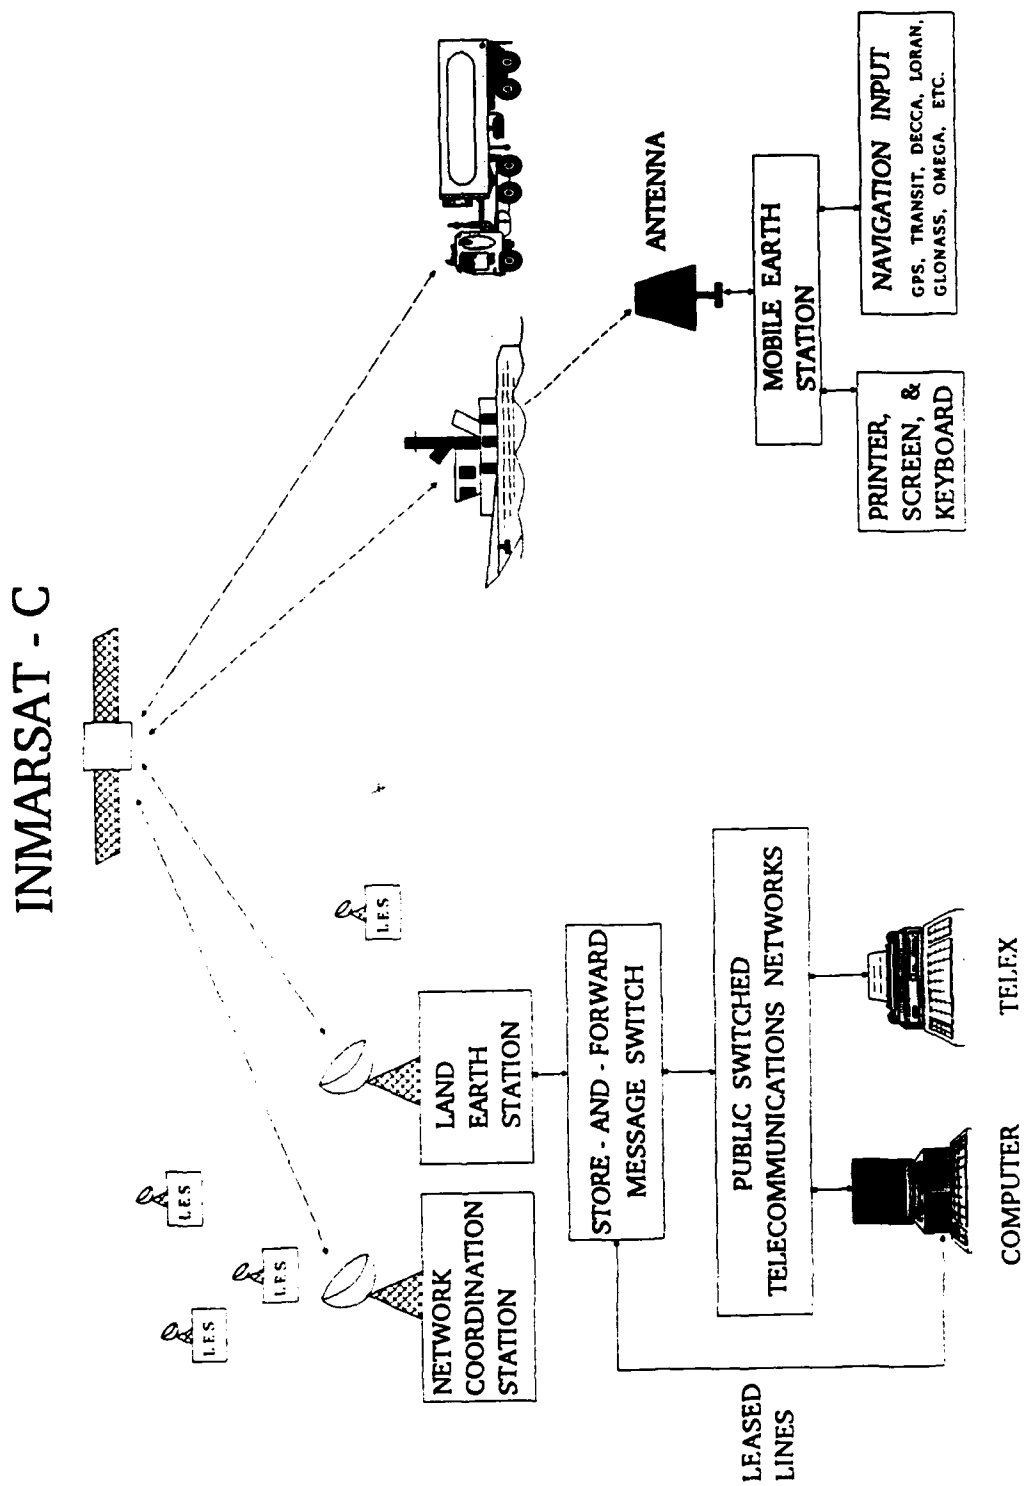 INMARSAT - C
L.E.S
L.E.S
L.E.S
L.E.S
NETWORK
COORDINATION
STATION
LAND
EARTH
STATION
STORE - AND - FORWARD
MESSAGE SWITCH
PUBLIC SWITCHED
TELECOMMUNICATIONS NETWORKS
LEASED
LINES
COMPUTER
TELEX
ANTENNA
MOBILE EARTH
STATION
PRINTER,
SCREEN, &
KEYBOARD
NAVIGATION INPUT
GPS, TRANSIT, DECCA, LORAN,
GLONASS, OMEGA, ETC.